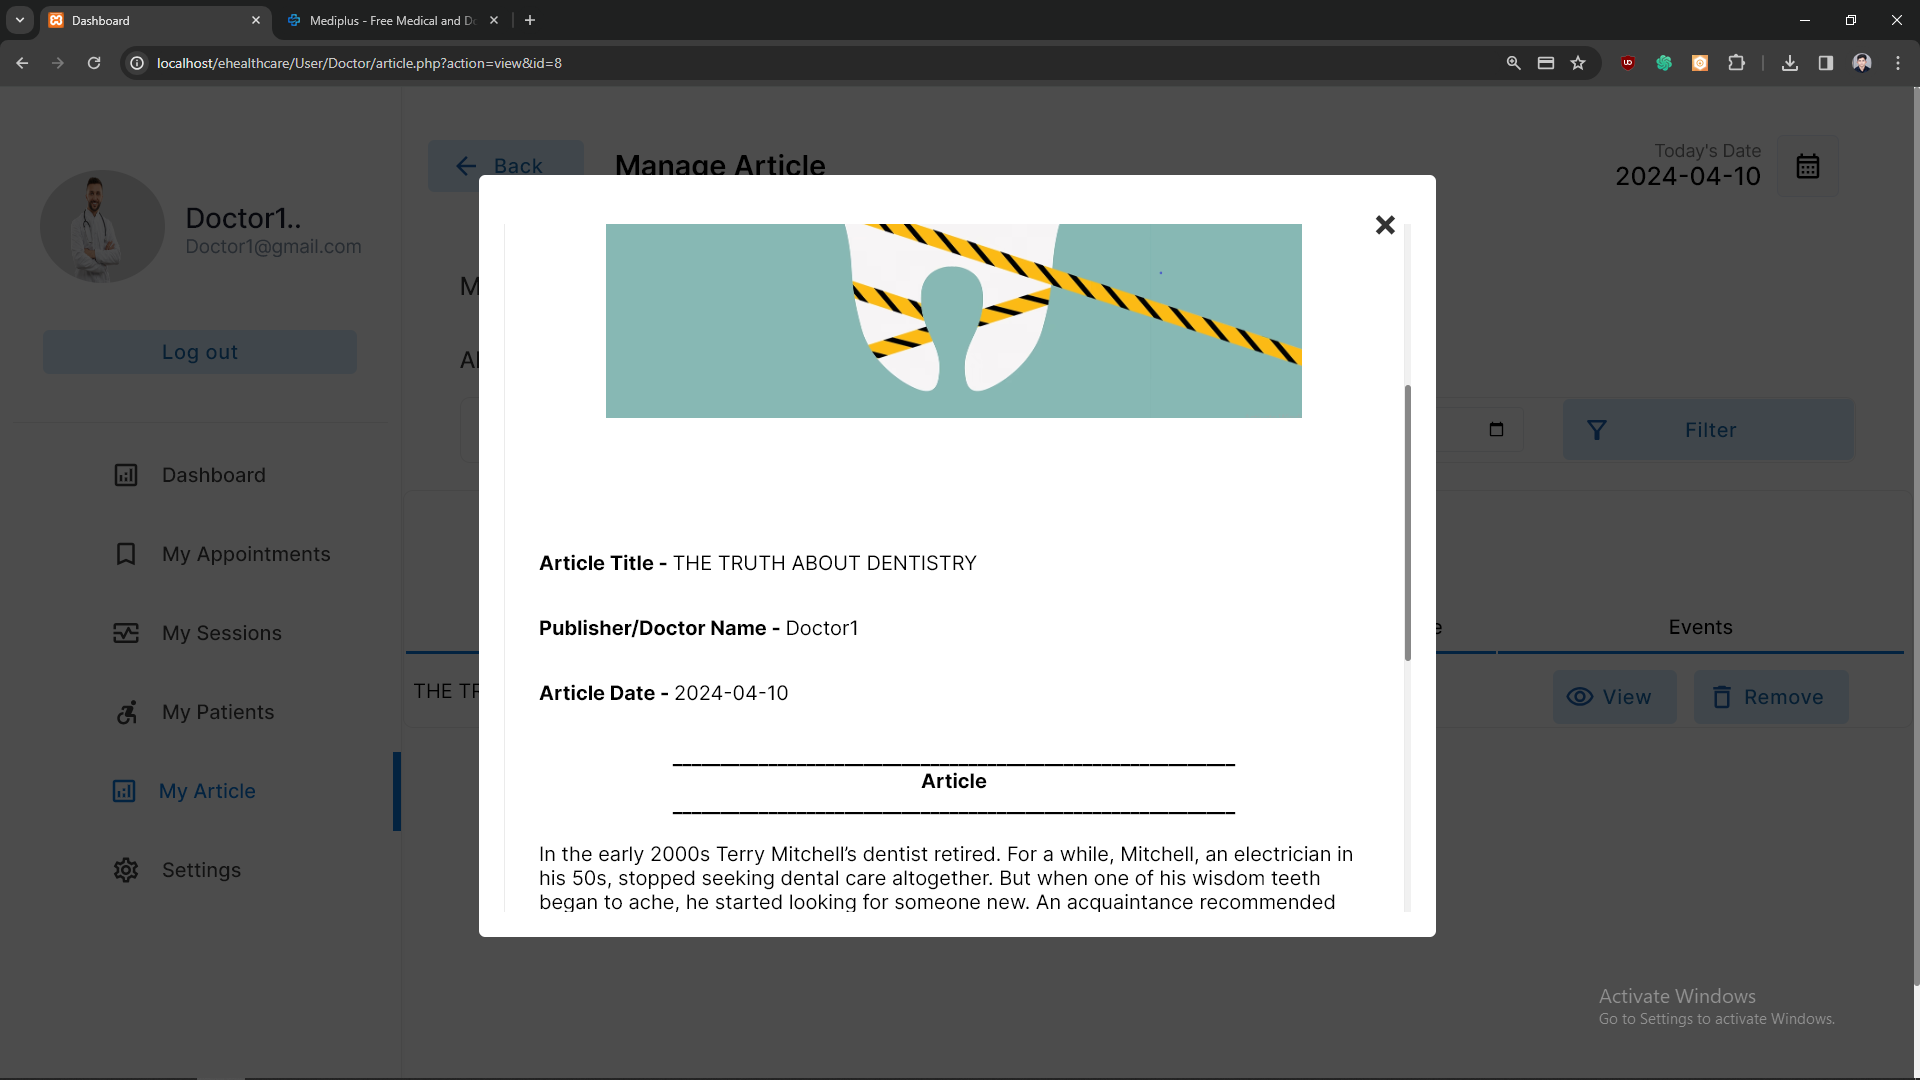 Dashboard
Mediplus - Free Medical and Do
localhost/ehealthcare/User/Doctor/article.php?action=view&id=8
Doctor1..
Doctor1@gmail.com
Log out
Dashboard
My Appointments
My Sessions
My Patients
My Article
Settings
Back
Manage Article
Today's Date
2024-04-10
M
Al
Filter
e
Events
THE TR
View
Remove
Article Title - THE TRUTH ABOUT DENTISTRY
Publisher/Doctor Name - Doctor1
Article Date - 2024-04-10
Article
In the early 2000s Terry Mitchell’s dentist retired. For a while, Mitchell, an electrician in
his 50s, stopped seeking dental care altogether. But when one of his wisdom teeth
began to ache, he started looking for someone new. An acquaintance recommended
Activate Windows
Go to Settings to activate Windows.